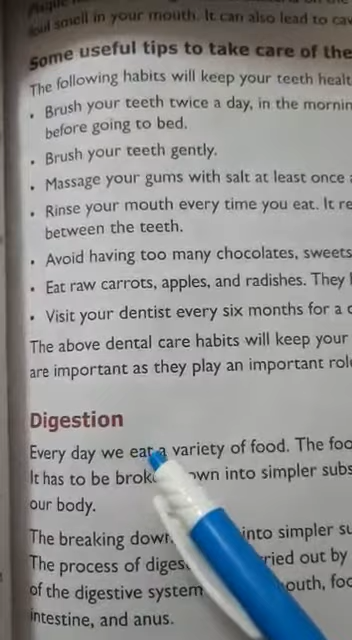 foul smell in your mouth. It can also lead to cav
Some useful tips to take care of the
The following habits will keep your teeth healt
• Brush your teeth twice a day, in the mornin
before going to bed.
• Brush your teeth gently.
• Massage your gums with salt at least once a
• Rinse your mouth every time you eat. It re
between the teeth.
• Avoid having too many chocolates, sweets
• Eat raw carrots, apples, and radishes. They
• Visit your dentist every six months for a c
The above dental care habits will keep your
are important as they play an important role
Digestion
Every day we eat a variety of food. The foo
It has to be broke own into simpler subs
our body.
The breaking down into simpler su
The process of diges ried out by
of the digestive system outh, foo
intestine, and anus.